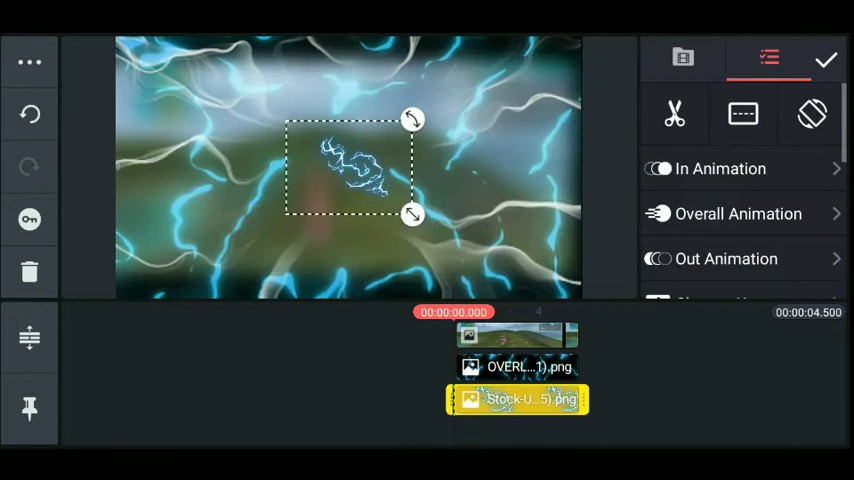 In Animation
Overall Animation
Out Animation
00:00:00.000
4
00:00:04.500
OVERL...1).png
Stock-U...5).png